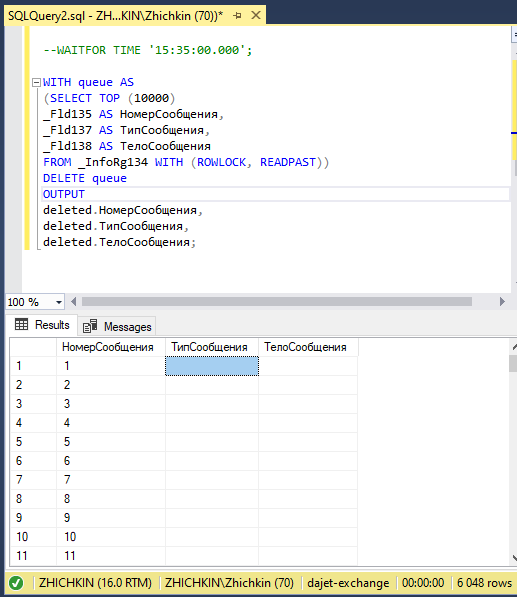 SQLQuery2.sql - ZH...KIN\Zhichkin (70))*
--WAITFOR TIME '15:35:00.000';
WITH queue AS
(SELECT TOP (10000)
_Fld135 AS НомерСообщения,
_Fld137 AS ТипСообщения,
_Fld138 AS ТелоСообщения
FROM _InfoRg134 WITH (ROWLOCK, READPAST))
DELETE queue
OUTPUT
deleted.НомерСообщения,
deleted.ТипСообщения,
deleted.ТелоСообщения;
100 %
Results Messages
НомерСообщения ТипСообщения ТелоСообщения
1 1
2 2
3 3
4 4
5 5
6 6
7 7
8 8
9 9
10 10
11 11
ZHICHKIN (16.0 RTM) ZHICHKIN\Zhichkin (70) dajet-exchange 00:00:00 6 048 rows